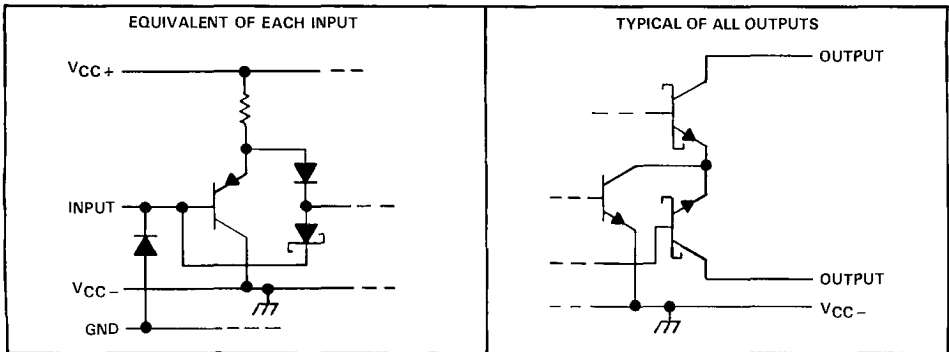 EQUIVALENT OF EACH INPUT
VCC+
INPUT
VCC−
GND
TYPICAL OF ALL OUTPUTS
OUTPUT
OUTPUT
VCC−